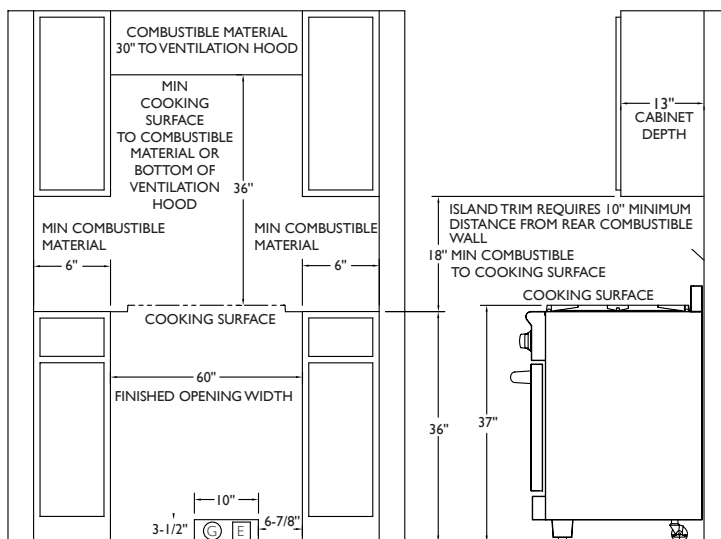 COMBUSTIBLE MATERIAL
30" TO VENTILATION HOOD
MIN
COOKING
SURFACE
TO COMBUSTIBLE
MATERIAL OR
BOTTOM OF
VENTILATION
HOOD
36"
MIN COMBUSTIBLE
MATERIAL
6"
MIN COMBUSTIBLE
MATERIAL
6"
COOKING SURFACE
60"
FINISHED OPENING WIDTH
10"
3-1/2"
G
E
6-7/8"
13"
CABINET
DEPTH
ISLAND TRIM REQUIRES 10" MINIMUM
DISTANCE FROM REAR COMBUSTIBLE
WALL
18" MIN COMBUSTIBLE
TO COOKING SURFACE
COOKING SURFACE
36"
37"